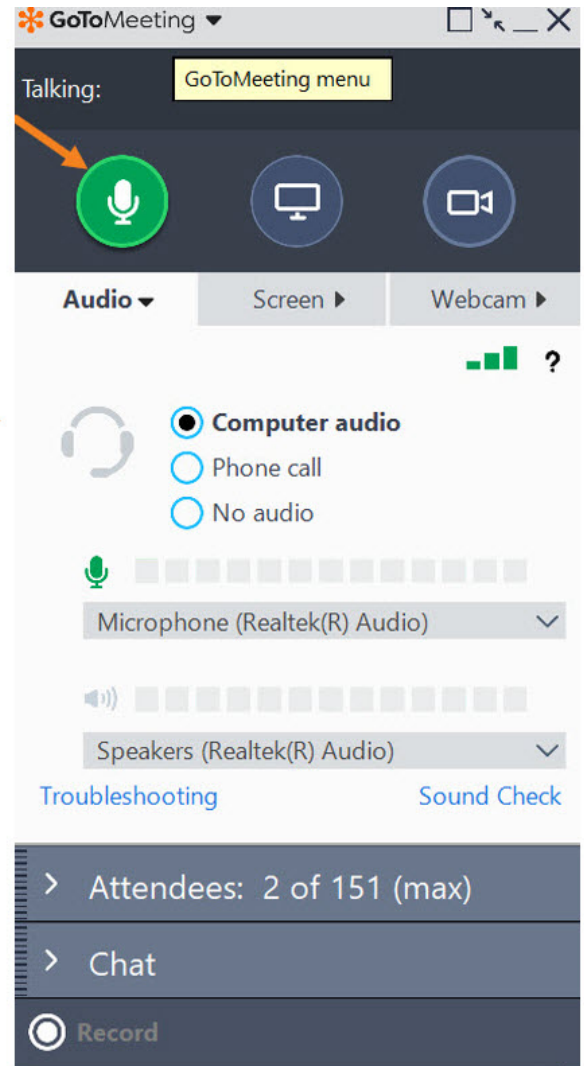 GoToMeeting
Talking:
GoToMeeting menu
Audio
Screen
Webcam
?
Computer audio
Phone call
No audio
Microphone (Realtek(R) Audio)
Speakers (Realtek(R) Audio)
Troubleshooting
Sound Check
Attendees: 2 of 151 (max)
Chat
Record